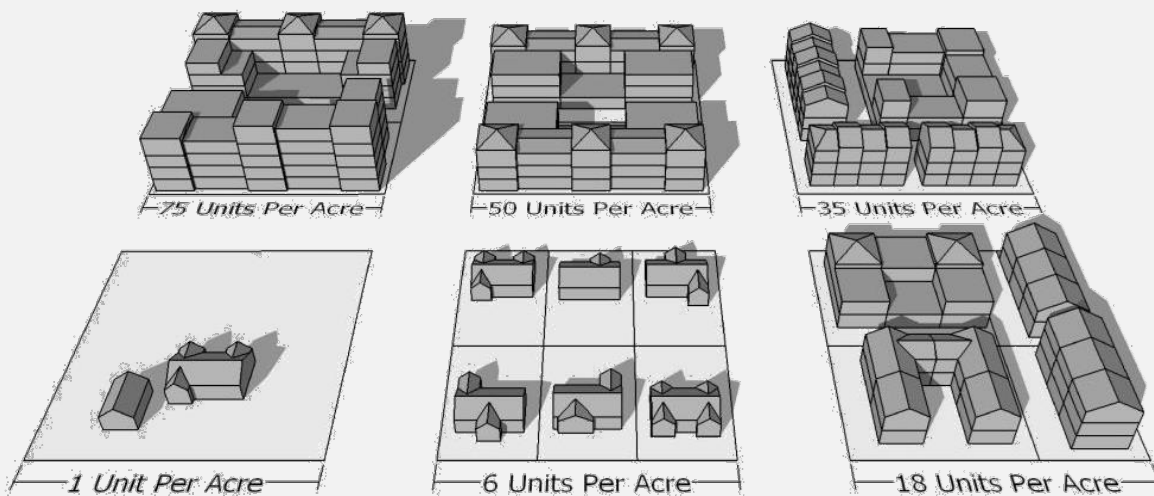 75 Units Per Acre
50 Units Per Acre
35 Units Per Acre
1 Unit Per Acre
6 Units Per Acre
18 Units Per Acre